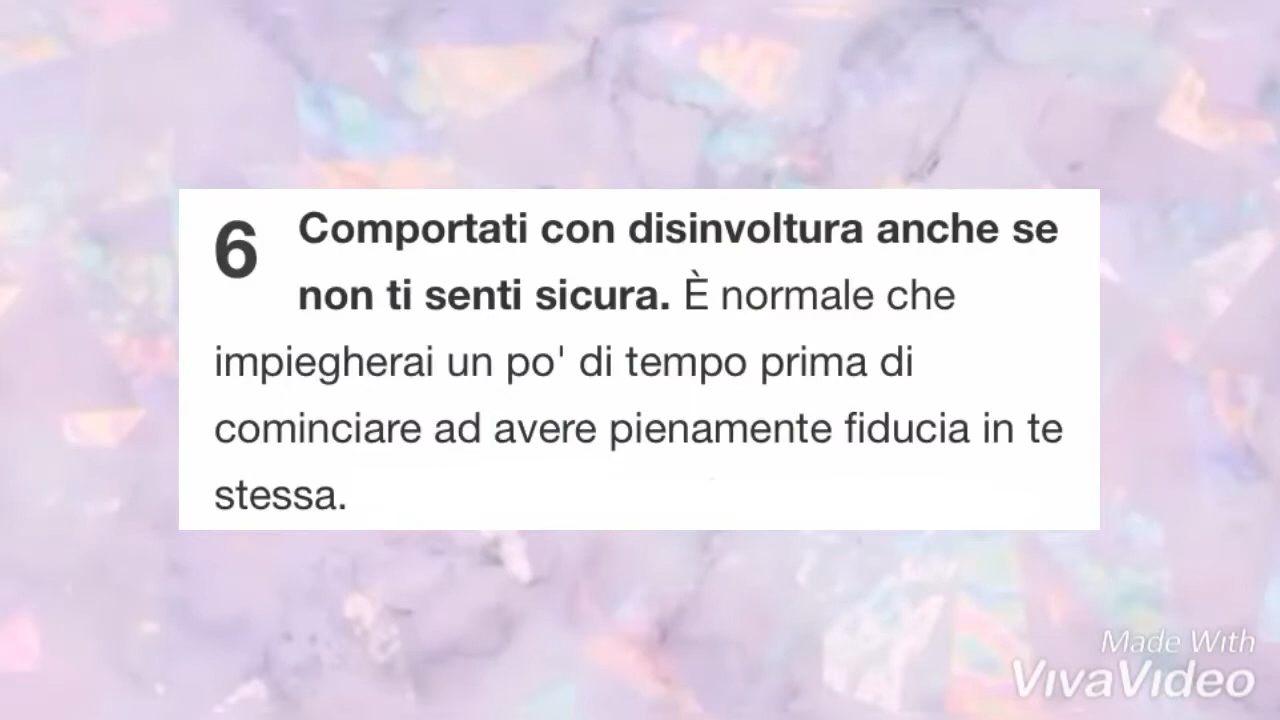 6 Comportati con disinvoltura anche se
non ti senti sicura. È normale che
impiegherai un po' di tempo prima di
cominciare ad avere pienamente fiducia in te
stessa.
Made With
VivaVideo